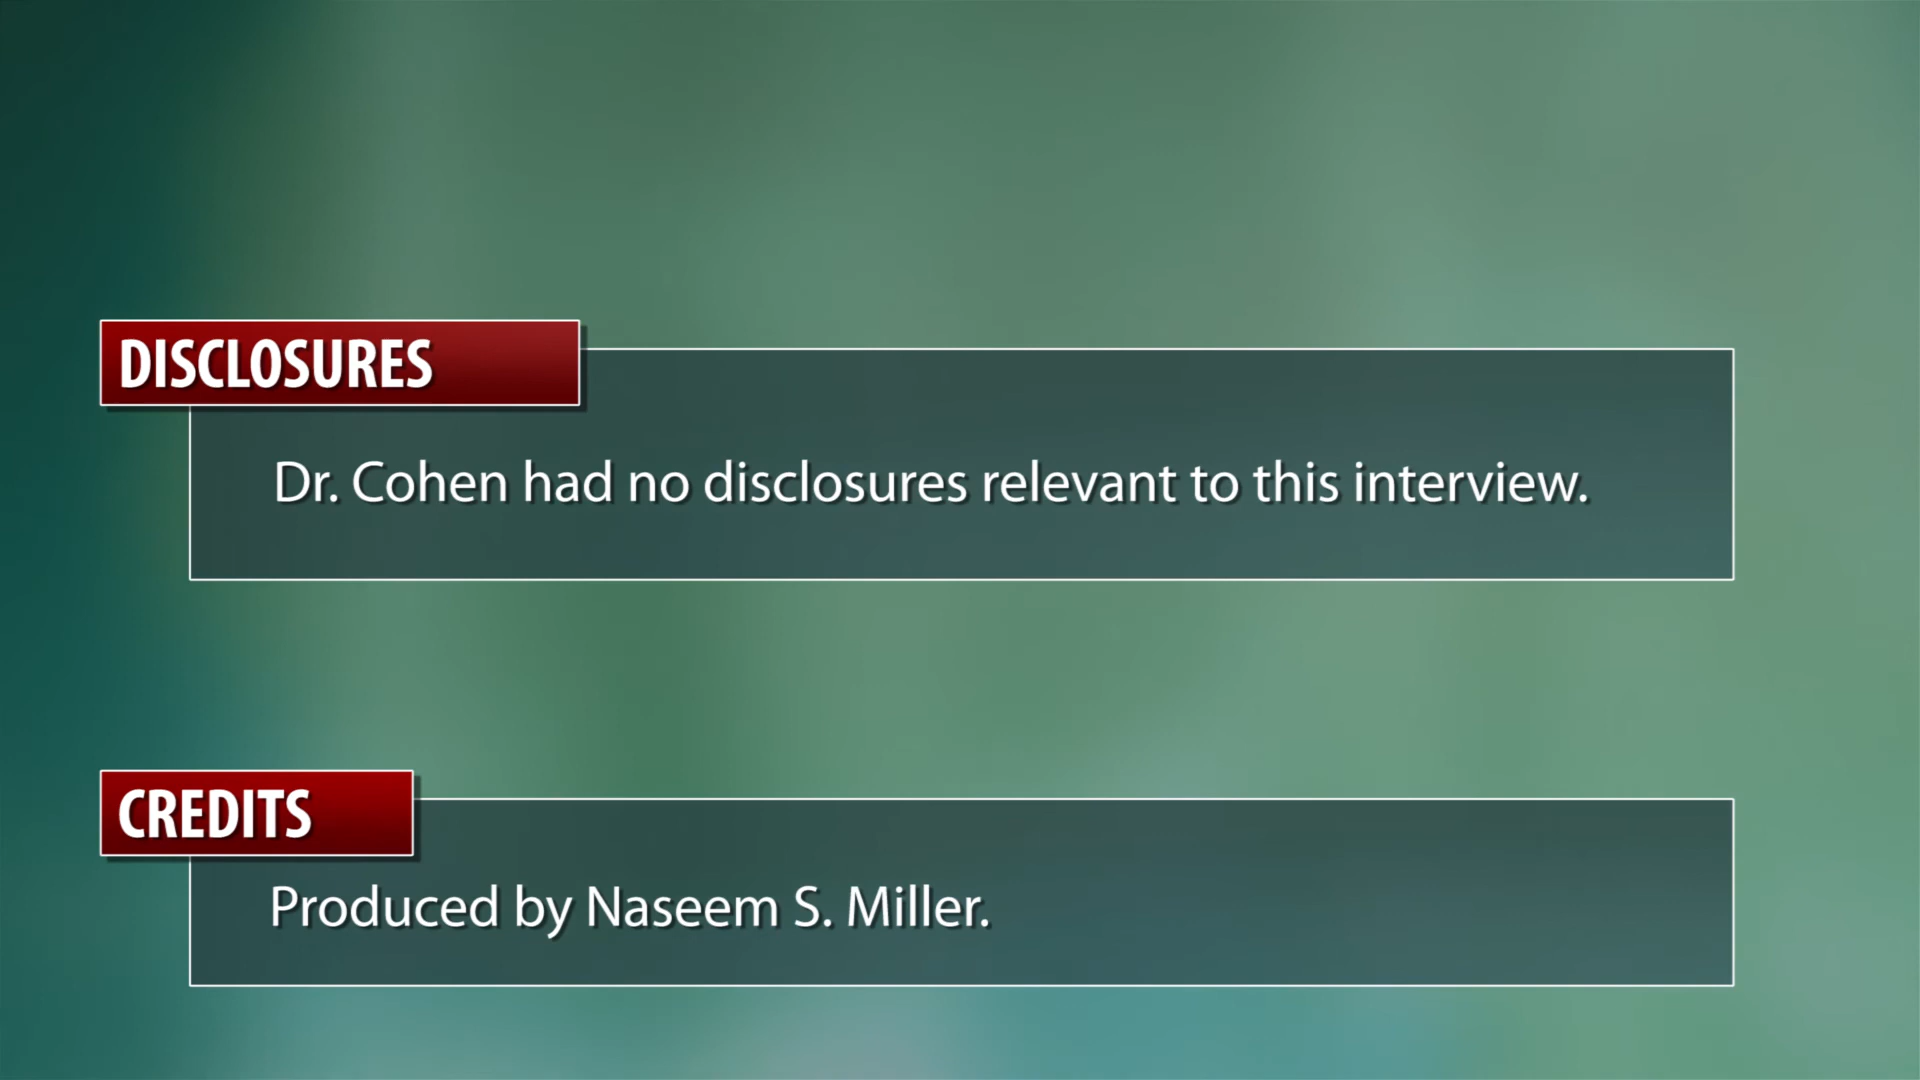 DISCLOSURES
Dr. Cohen had no disclosures relevant to this interview.
CREDITS
Produced by Naseem S. Miller.